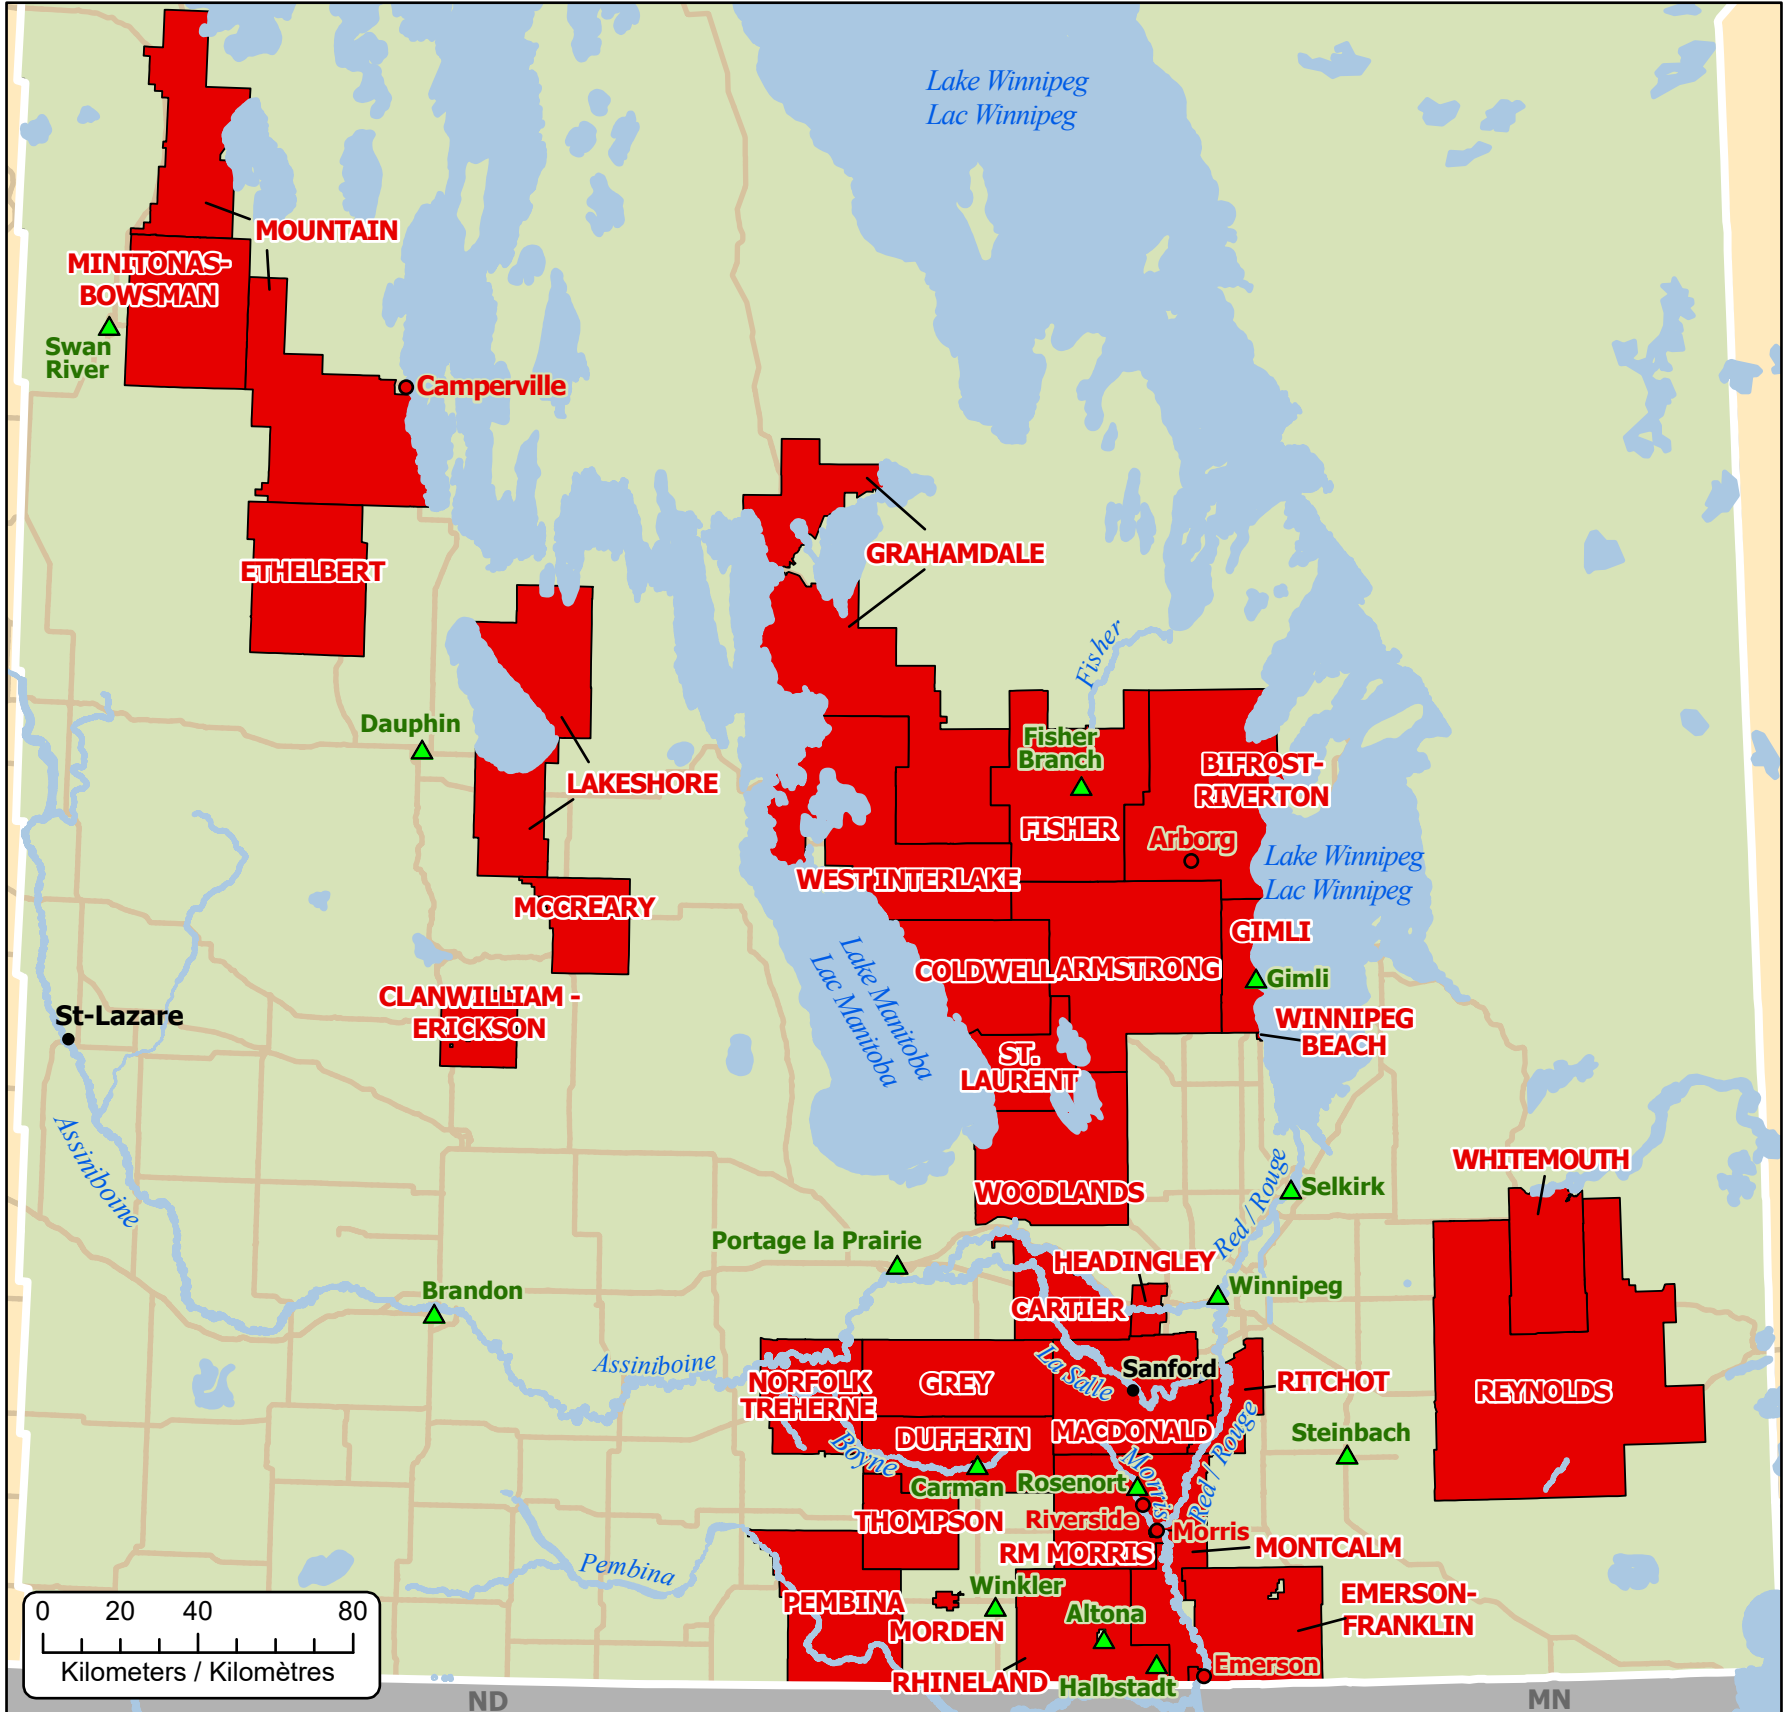 Lake Winnipeg
Lac Winnipeg
MOUNTAIN
MINITONAS-
BOWSMAN
Swan
River
Camperville
GRAHAMDALE
ETHELBERT
Fisher
Dauphin
LAKESHORE
Fisher
Branch
BIFROST-
RIVERTON
FISHER
Arborg
Lake Winnipeg
Lac Winnipeg
WEST INTERLAKE
MCCREARY
GIMLI
Lake Manitoba
Lac Manitoba
COLDWELL
ARMSTRONG
Gimli
CLANWILLIAM -
ERICKSON
St-Lazare
WINNIPEG
BEACH
ST.
LAURENT
Assiniboine
WHITEMOUTH
WOODLANDS
Selkirk
Red / Rouge
Portage la Prairie
HEADINGLEY
Brandon
Winnipeg
CARTIER
Assiniboine
La Salle
Sanford
NORFOLK
TREHERNE
GREY
RITCHOT
REYNOLDS
DUFFERIN
MACDONALD
Steinbach
Boyne
Morris
Red / Rouge
Carman
Rosenort
THOMPSON
Riverside
Morris
RM MORRIS
MONTCALM
Pembina
PEMBINA
Winkler
MORDEN
Altona
EMERSON-
FRANKLIN
RHINELAND
Halbstadt
Emerson
0 20 40 80
Kilometers / Kilomètres
ND
MN